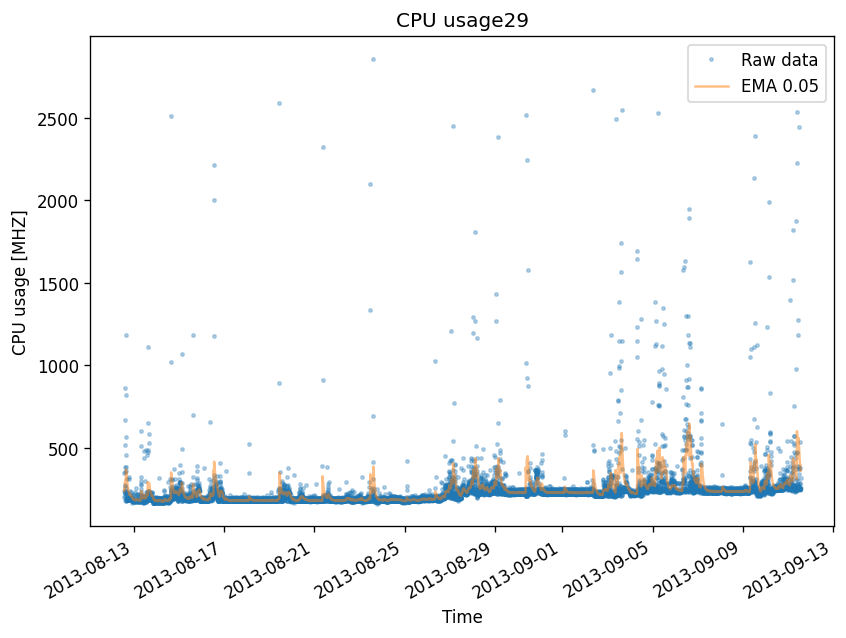 CPU usage29
Raw data
EMA 0.05
CPU usage [MHZ]
2500
2000
1500
1000
500
2013-08-13
2013-08-17
2013-08-21
2013-08-25
2013-08-29
2013-09-01
2013-09-05
2013-09-09
2013-09-13
Time